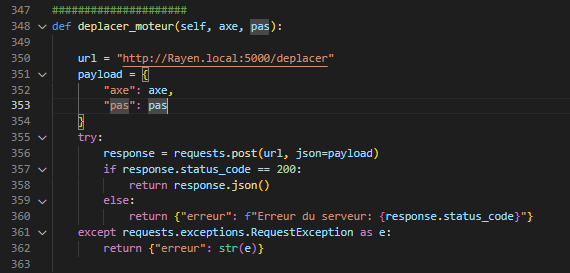 347 #####################
348 def deplacer_moteur(self, axe, pas):
349
350 url = "http://Rayen.local:5000/deplacer"
351 payload = {
352 "axe": axe,
353 "pas": pas
354 }
355 try:
356 response = requests.post(url, json=payload)
357 if response.status_code == 200:
358 return response.json()
359 else:
360 return {"erreur": f"Erreur du serveur: {response.status_code}"}
361 except requests.exceptions.RequestException as e:
362 return {"erreur": str(e)}
363